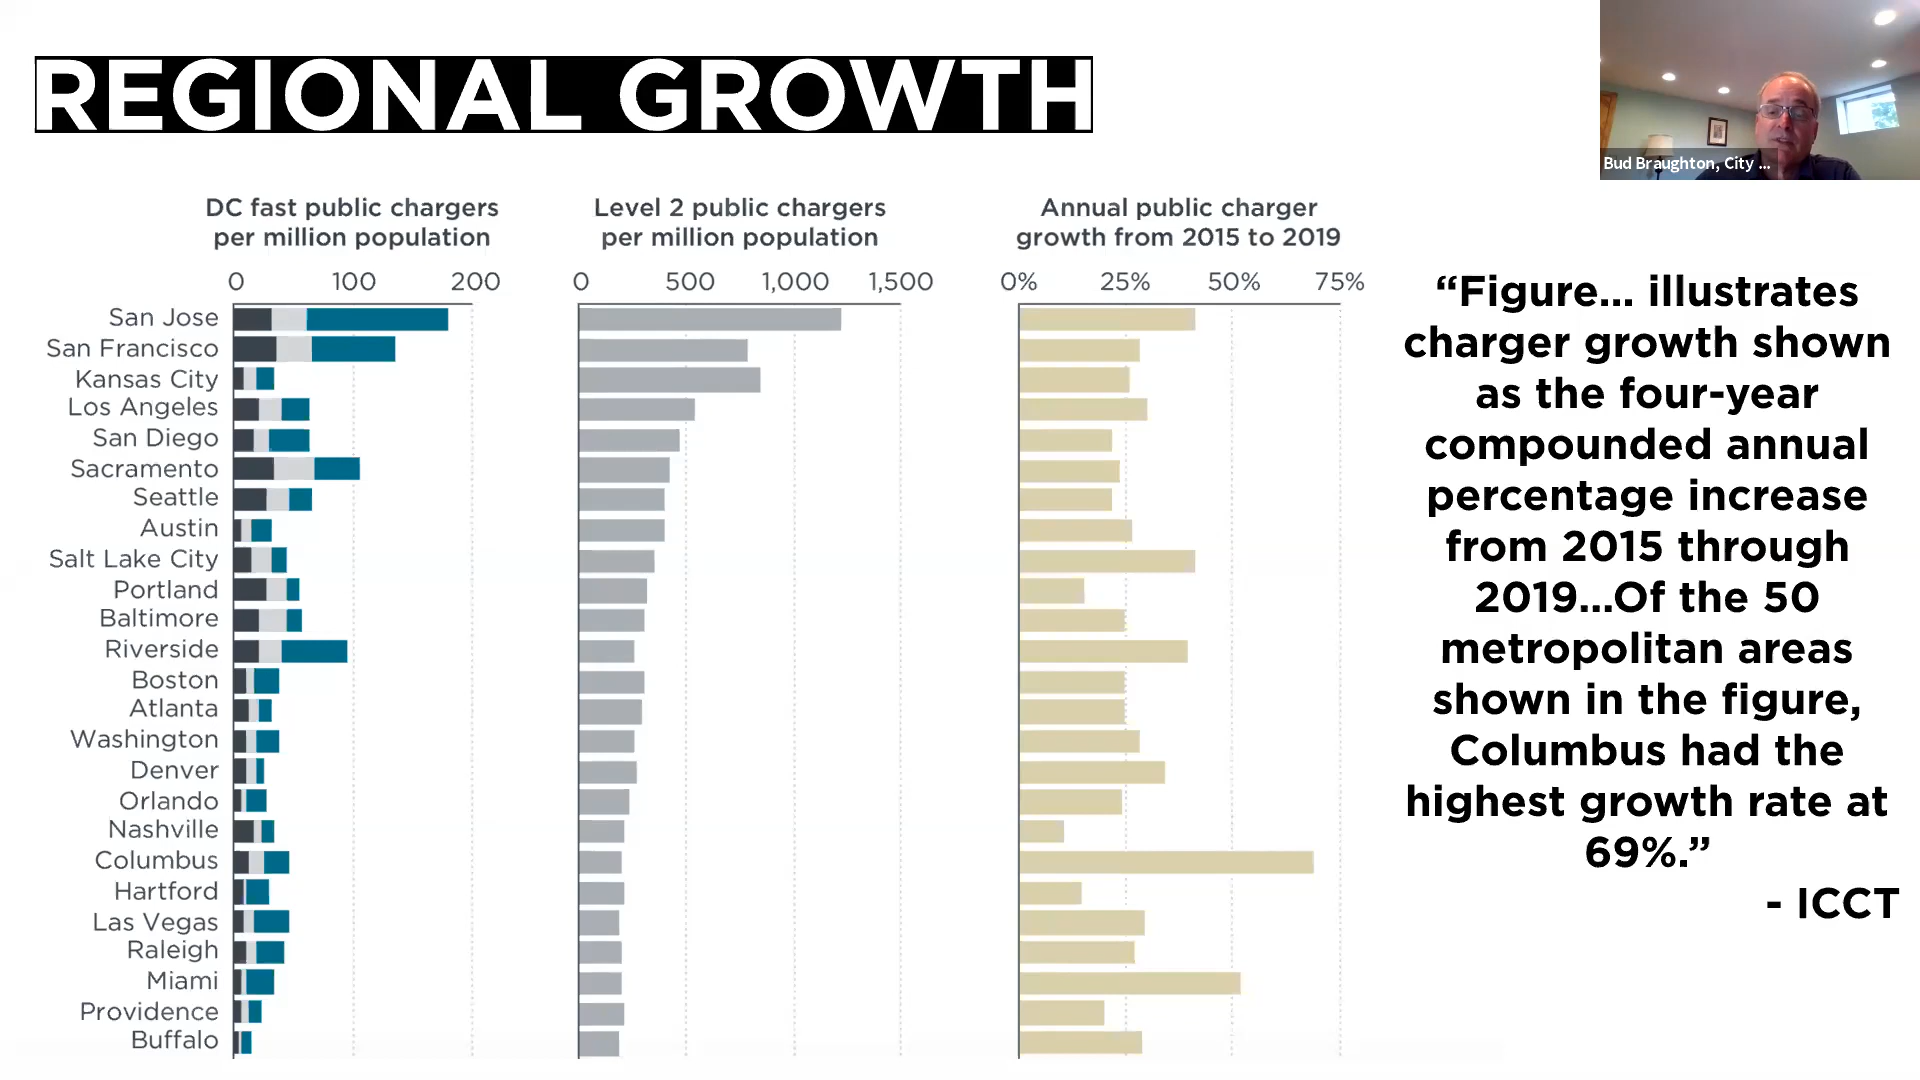 REGIONAL GROWTH
Bud Braughton, City ...
DC fast public chargers
per million population
Level 2 public chargers
per million population
Annual public charger
growth from 2015 to 2019
0 100 200
0 500 1,000 1,500
0% 25% 50% 75%
San Jose
San Francisco
Kansas City
Los Angeles
San Diego
Sacramento
Seattle
Austin
Salt Lake City
Portland
Baltimore
Riverside
Boston
Atlanta
Washington
Denver
Orlando
Nashville
Columbus
Hartford
Las Vegas
Raleigh
Miami
Providence
Buffalo
“Figure... illustrates
charger growth shown
as the four-year
compounded annual
percentage increase
from 2015 through
2019...Of the 50
metropolitan areas
shown in the figure,
Columbus had the
highest growth rate at
69%.”
- ICCT